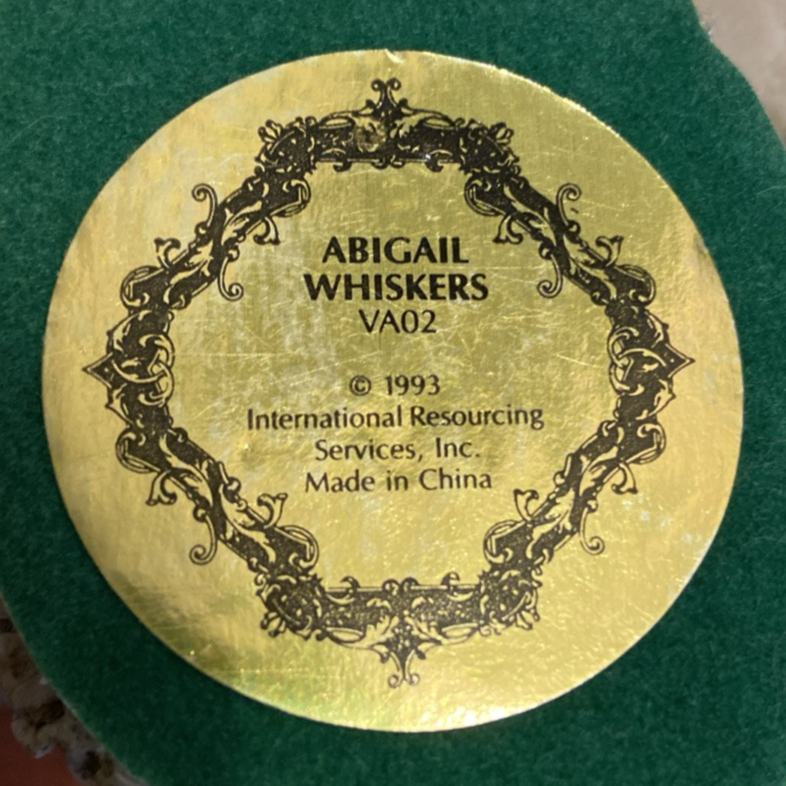 ABIGAIL
WHISKERS
VA02
© 1993
International Resourcing
Services, Inc.
Made in China